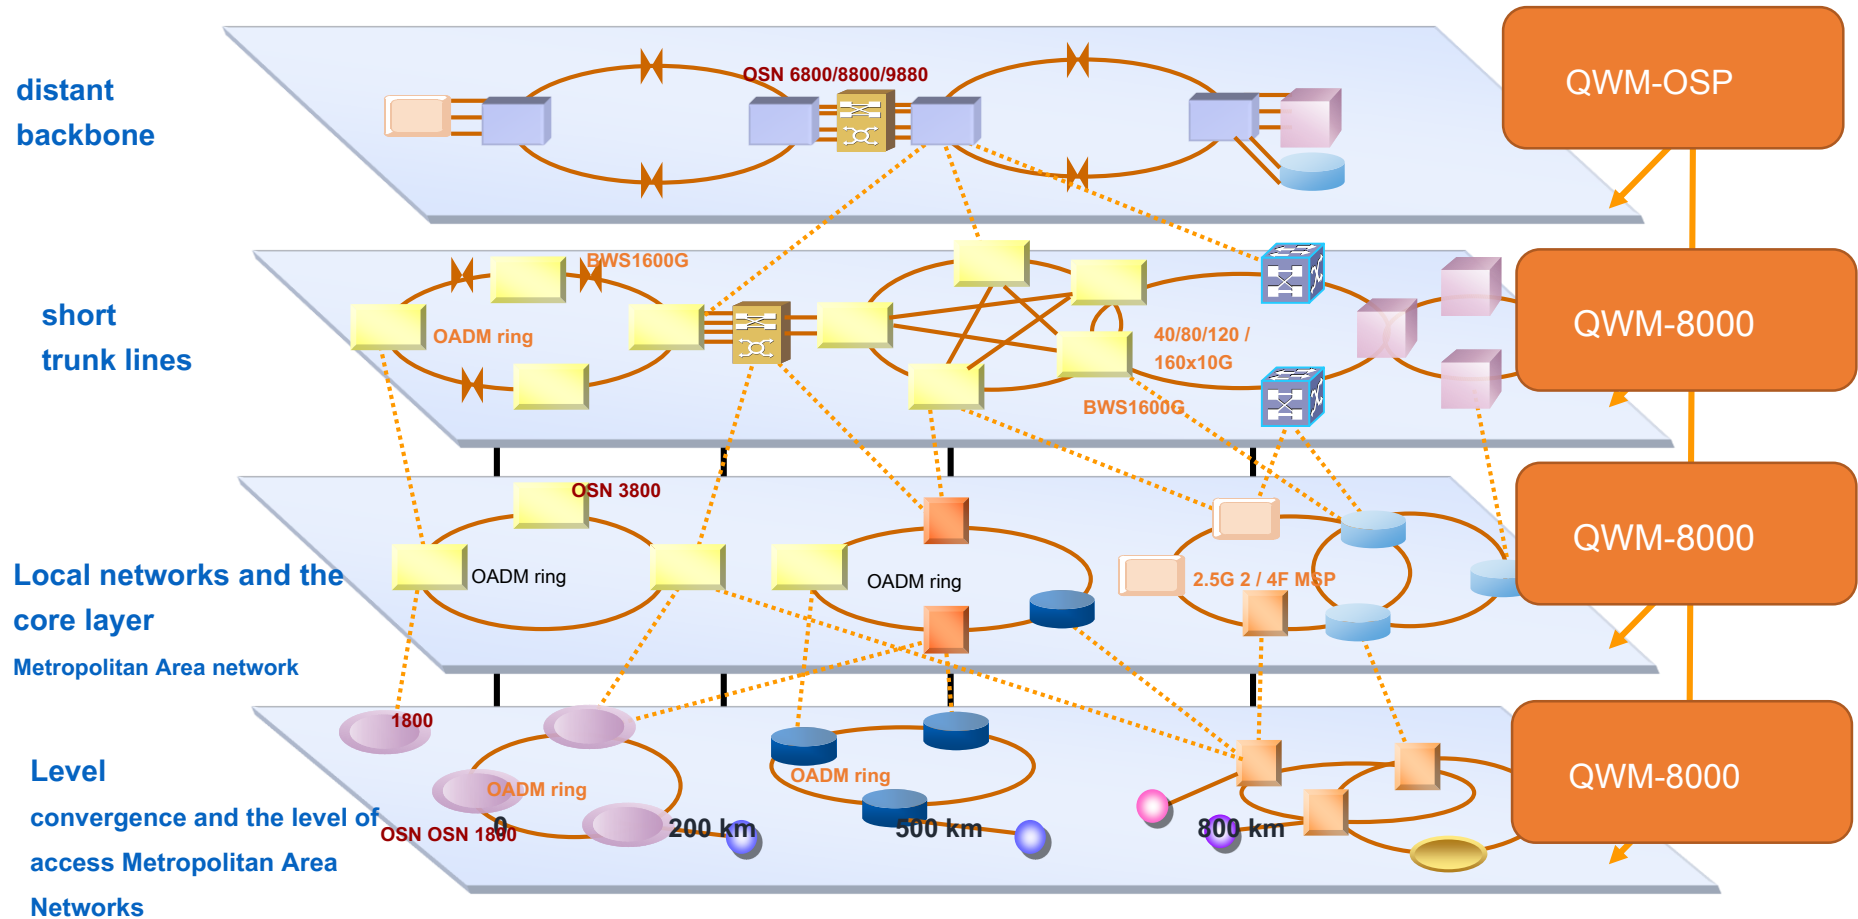 distant
backbone
OSN 6800/8800/9880
QWM-OSP
short
trunk lines
BWS1600G
OADM ring
40/80/120 /
160x10G
BWS1600G
QWM-8000
Local networks and the
core layer
Metropolitan Area network
OSN 3800
OADM ring
OADM ring
2.5G 2 / 4F MSP
QWM-8000
Level
convergence and the level of
access Metropolitan Area
Networks
1800
OADM ring
OSN OSN 1800
OADM ring
0
200 km
500 km
800 km
QWM-8000